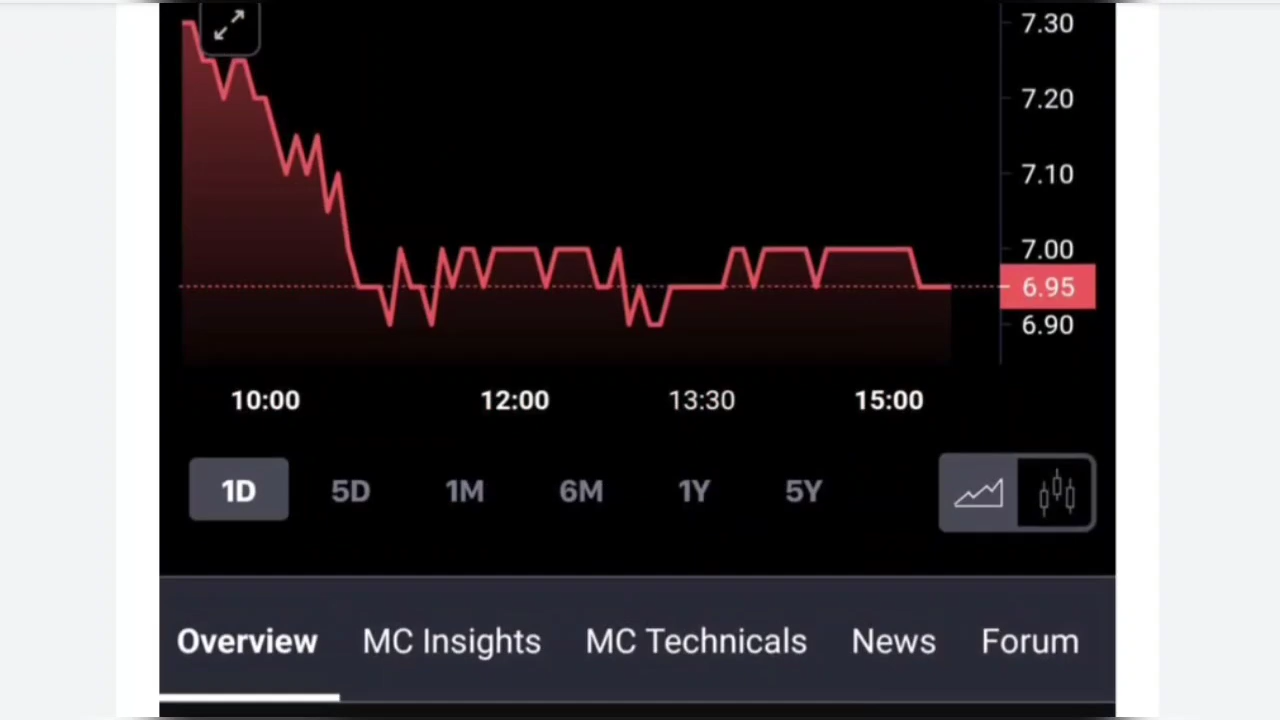 7.30
7.20
7.10
7.00
6.95
6.90
10:00 12:00 13:30 15:00
1D 5D 1M 6M 1Y 5Y
Overview MC Insights MC Technicals News Forum